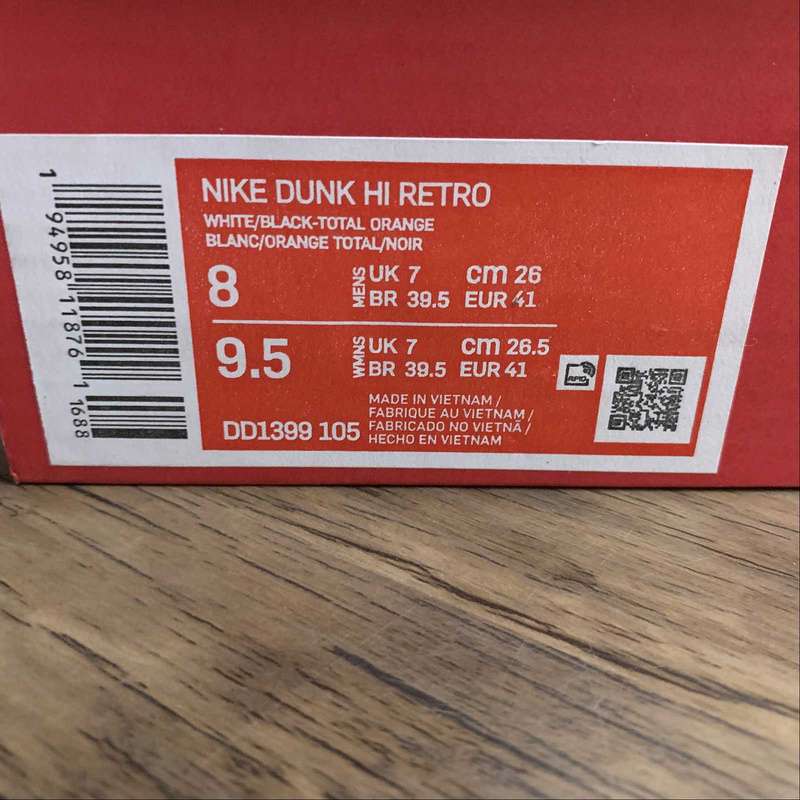 NIKE DUNK HI RETRO
WHITE/BLACK-TOTAL ORANGE
BLANC/ORANGE TOTAL/NOIR
8 MENS UK 7 cm 26
BR 39.5 EUR 41
9.5 WMNS UK 7 cm 26.5
BR 39.5 EUR 41
RFID
DD1399 105
MADE IN VIETNAM /
FABRIQUE AU VIETNAM /
FABRICADO NO VIETNÃ /
HECHO EN VIETNAM
1 94958 11876 1 1688